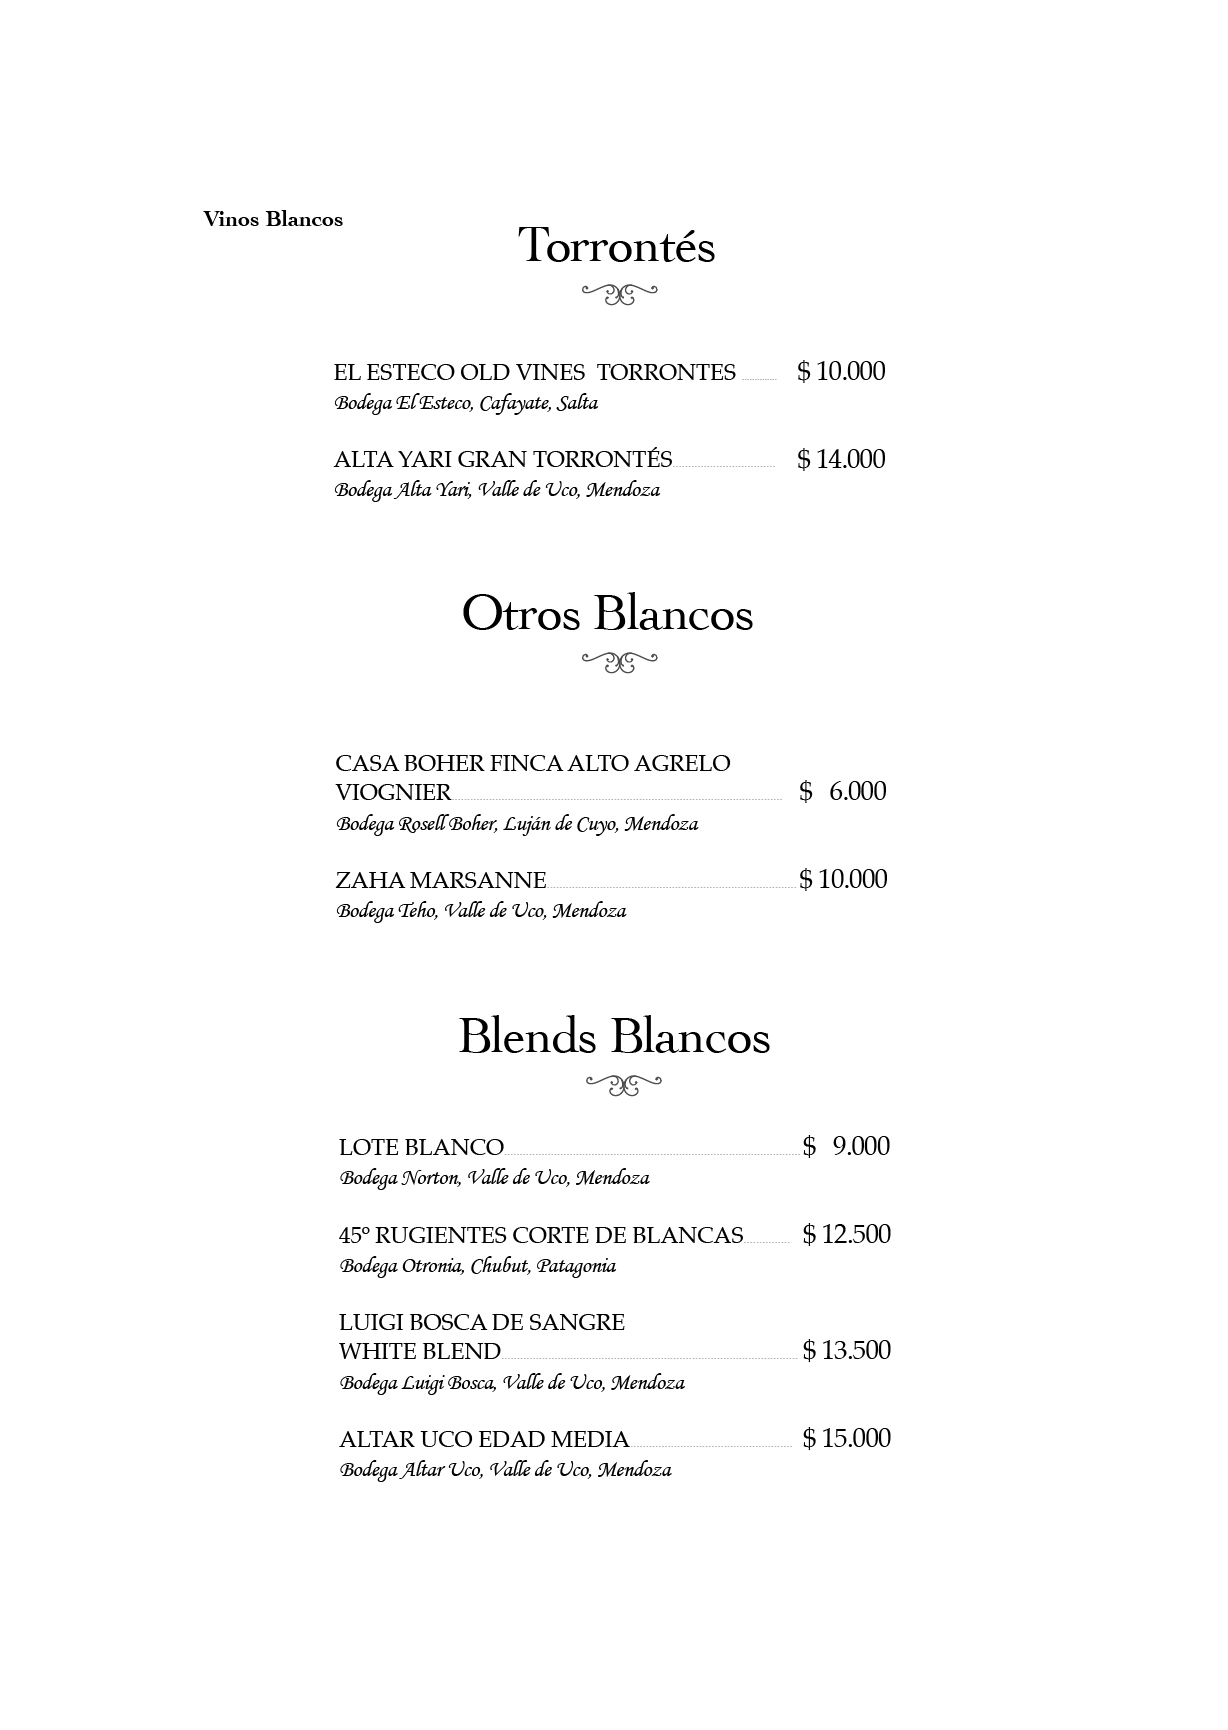 Vinos Blancos
Torrontés
EL ESTECO OLD VINES  TORRONTES ........... $ 10.000
Bodega El Esteco, Cafayate, Salta
ALTA YARI GRAN TORRONTÉS.................................. $ 14.000
Bodega Alta Yari, Valle de Uco, Mendoza
Otros Blancos
CASA BOHER FINCA ALTO AGRELO
VIOGNIER.................................................. $ 6.000
Bodega Rosell Boher, Luján de Cuyo, Mendoza
ZAHA MARSANNE.................................................. $ 10.000
Bodega Teho, Valle de Uco, Mendoza
Blends Blancos
LOTE BLANCO.................................................. $ 9.000
Bodega Norton, Valle de Uco, Mendoza
45º RUGIENTES CORTE DE BLANCAS............... $ 12.500
Bodega Otronia, Chubut, Patagonia
LUIGI BOSCA DE SANGRE
WHITE BLEND.................................................. $ 13.500
Bodega Luigi Bosca, Valle de Uco, Mendoza
ALTAR UCO EDAD MEDIA.................................. $ 15.000
Bodega Altar Uco, Valle de Uco, Mendoza